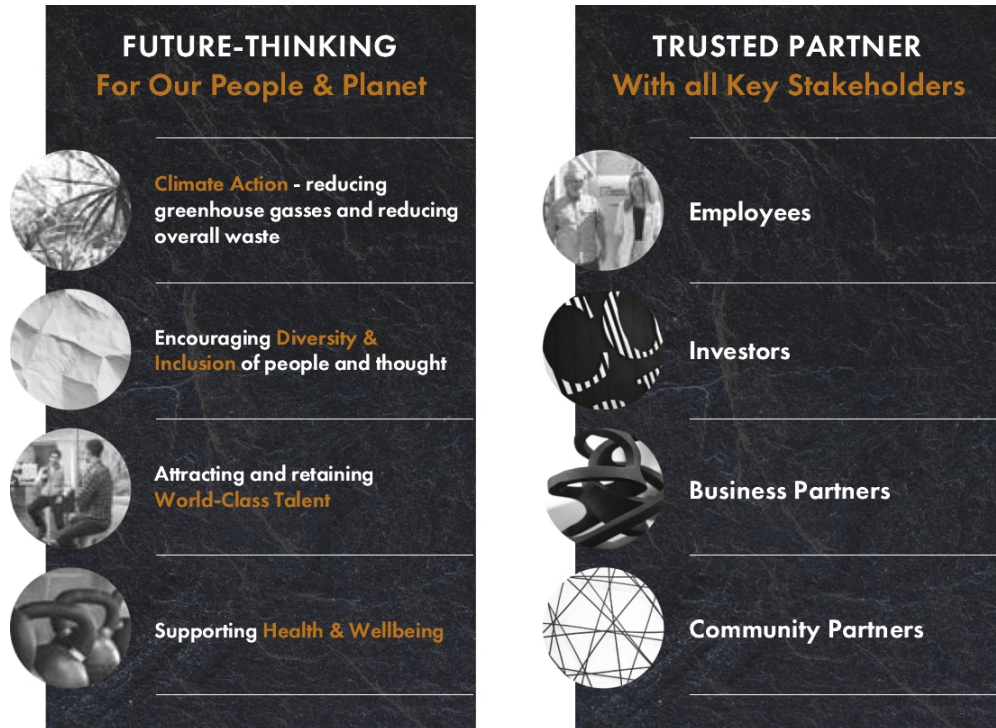 FUTURE-THINKING
For Our People & Planet
Climate Action - reducing
greenhouse gasses and reducing
overall waste
Encouraging Diversity &
Inclusion of people and thought
Attracting and retaining
World-Class Talent
Supporting Health & Wellbeing
TRUSTED PARTNER
With all Key Stakeholders
Employees
Investors
Business Partners
Community Partners